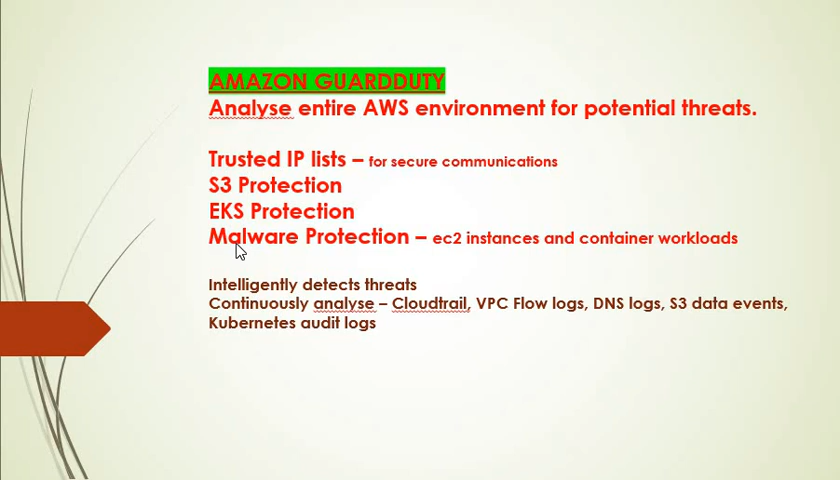 AMAZON GUARDDUTY
Analyse entire AWS environment for potential threats.
Trusted IP lists – for secure communications
S3 Protection
EKS Protection
Malware Protection – ec2 instances and container workloads
Intelligently detects threats
Continuously analyse – Cloudtrail, VPC Flow logs, DNS logs, S3 data events,
Kubernetes audit logs